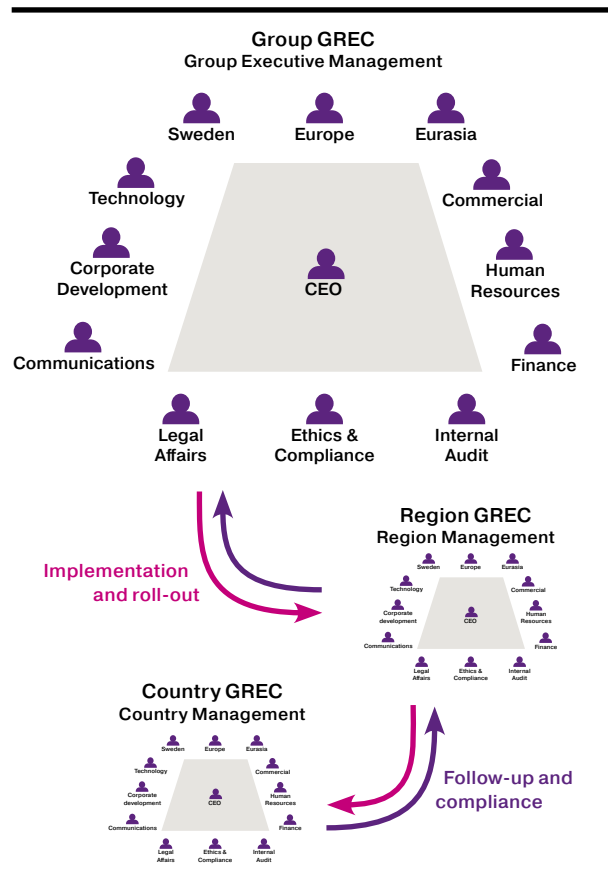 Group GREC
Group Executive Management
Sweden
Europe
Eurasia
Technology
Commercial
Corporate
Development
CEO
Human
Resources
Communications
Finance
Legal
Affairs
Ethics &
Compliance
Internal
Audit
Implementation
and roll-out
Region GREC
Region Management
Sweden
Europe
Eurasia
Technology
Commercial
Corporate
development
CEO
Human
Resources
Communications
Finance
Legal
Affairs
Ethics &
Compliance
Internal
Audit
Country GREC
Country Management
Sweden
Europe
Eurasia
Technology
Commercial
Corporate
development
CEO
Human
Resources
Communications
Finance
Legal
Affairs
Ethics &
Compliance
Internal
Audit
Follow-up and
compliance